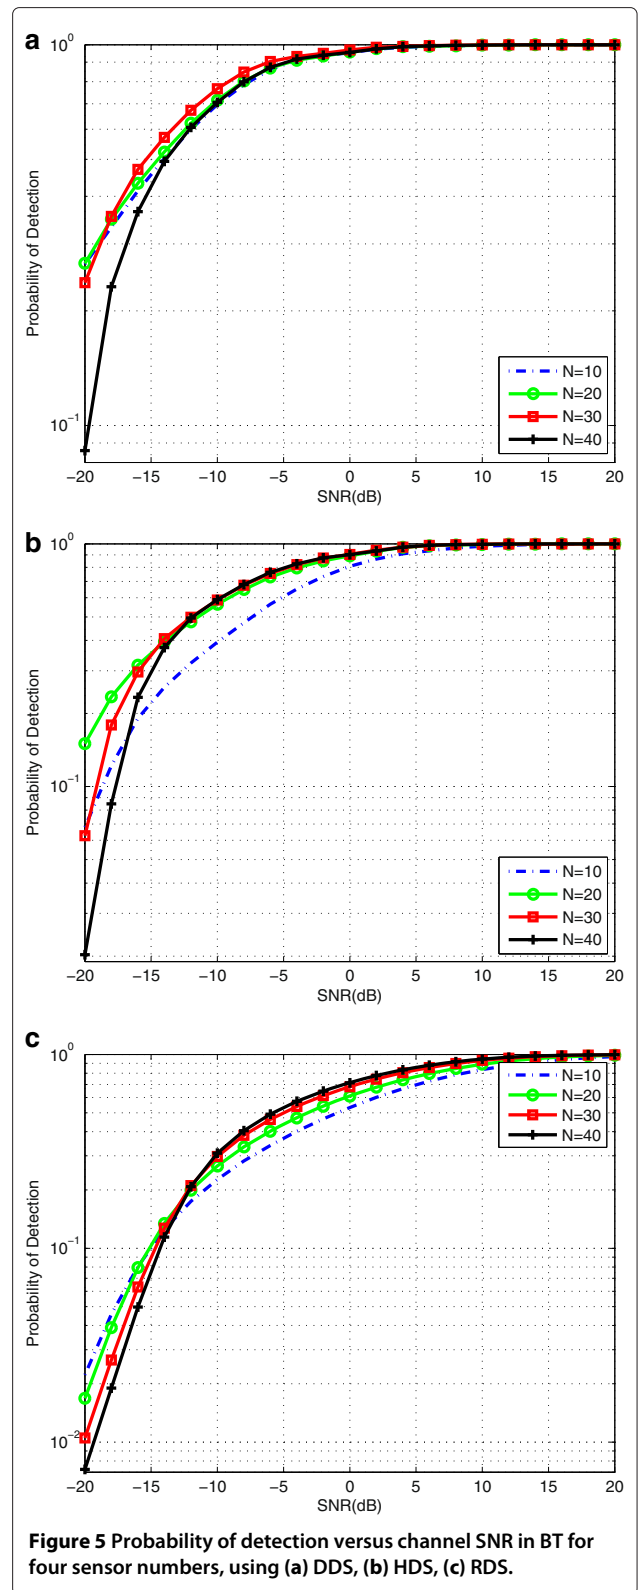 a
10^0
10^-1
Probability of Detection
N=10
N=20
N=30
N=40
−20 −15 −10 −5 0 5 10 15 20
SNR(dB)
b
10^0
10^-1
Probability of Detection
N=10
N=20
N=30
N=40
−20 −15 −10 −5 0 5 10 15 20
SNR(dB)
c
10^0
10^-1
10^-2
Probability of Detection
N=10
N=20
N=30
N=40
−20 −15 −10 −5 0 5 10 15 20
SNR(dB)
Figure 5 Probability of detection versus channel SNR in BT for
four sensor numbers, using (a) DDS, (b) HDS, (c) RDS.